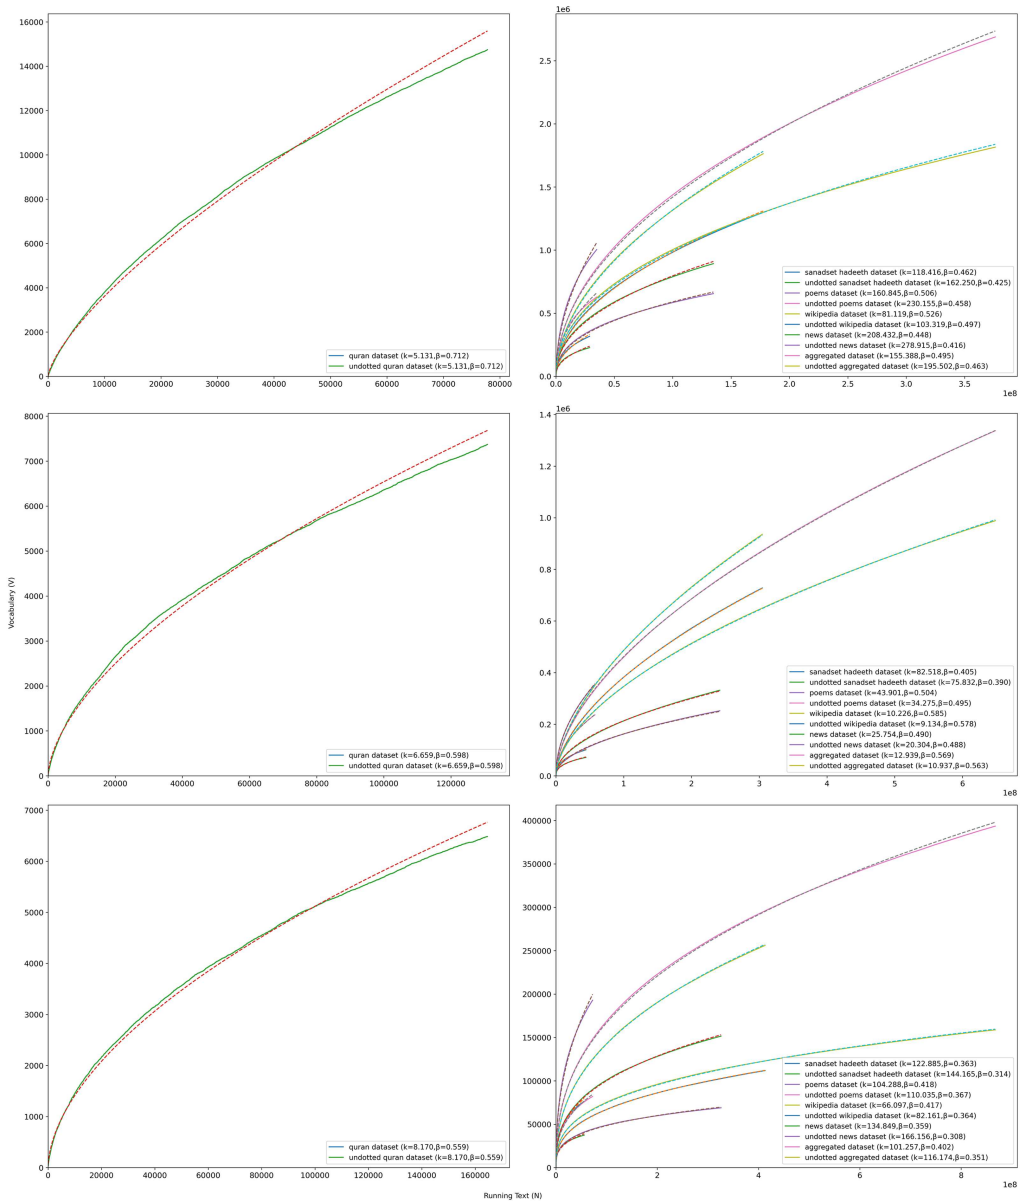 16000
14000
12000
10000
8000
6000
4000
2000
0
0 10000 20000 30000 40000 50000 60000 70000 80000
quran dataset (k=5.131,β=0.712)
undotted quran dataset (k=5.131,β=0.712)
1e6
2.5
2.0
1.5
1.0
0.5
0.0
0.0 0.5 1.0 1.5 2.0 2.5 3.0 3.5
1e8
sanadset hadeeth dataset (k=118.416,β=0.462)
undotted sanadset hadeeth dataset (k=162.250,β=0.425)
poems dataset (k=160.845,β=0.506)
undotted poems dataset (k=230.155,β=0.458)
wikipedia dataset (k=81.119,β=0.526)
undotted wikipedia dataset (k=103.319,β=0.497)
news dataset (k=208.432,β=0.448)
undotted news dataset (k=278.915,β=0.416)
aggregated dataset (k=155.388,β=0.495)
undotted aggregated dataset (k=195.502,β=0.463)
Vocabulary (V)
8000
7000
6000
5000
4000
3000
2000
1000
0
0 20000 40000 60000 80000 100000 120000
quran dataset (k=6.659,β=0.598)
undotted quran dataset (k=6.659,β=0.598)
1e6
1.4
1.2
1.0
0.8
0.6
0.4
0.2
0.0
0 1 2 3 4 5 6
1e8
sanadset hadeeth dataset (k=82.518,β=0.405)
undotted sanadset hadeeth dataset (k=75.832,β=0.390)
poems dataset (k=43.901,β=0.504)
undotted poems dataset (k=34.275,β=0.495)
wikipedia dataset (k=10.226,β=0.585)
undotted wikipedia dataset (k=9.134,β=0.578)
news dataset (k=25.754,β=0.490)
undotted news dataset (k=20.304,β=0.488)
aggregated dataset (k=12.939,β=0.569)
undotted aggregated dataset (k=10.937,β=0.563)
7000
6000
5000
4000
3000
2000
1000
0
0 20000 40000 60000 80000 100000 120000 140000 160000
quran dataset (k=8.170,β=0.559)
undotted quran dataset (k=8.170,β=0.559)
400000
350000
300000
250000
200000
150000
100000
50000
0
0 2 4 6 8
1e8
sanadset hadeeth dataset (k=122.885,β=0.363)
undotted sanadset hadeeth dataset (k=144.165,β=0.314)
poems dataset (k=104.288,β=0.418)
undotted poems dataset (k=110.035,β=0.367)
wikipedia dataset (k=66.097,β=0.417)
undotted wikipedia dataset (k=82.161,β=0.364)
news dataset (k=134.849,β=0.359)
undotted news dataset (k=166.156,β=0.308)
aggregated dataset (k=101.257,β=0.402)
undotted aggregated dataset (k=116.174,β=0.351)
Running Text (N)